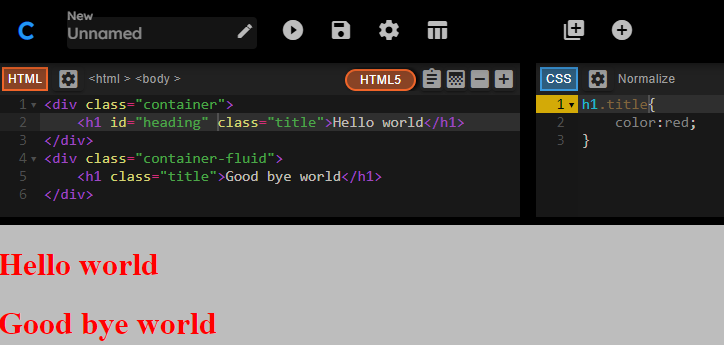 C
New
Unnamed
HTML <html > <body > HTML5
1 <div class="container">
2 <h1 id="heading" class="title">Hello world</h1>
3 </div>
4 <div class="container-fluid">
5 <h1 class="title">Good bye world</h1>
6 </div>
CSS Normalize
1 h1.title{
2 color:red;
3 }
Hello world
Good bye world